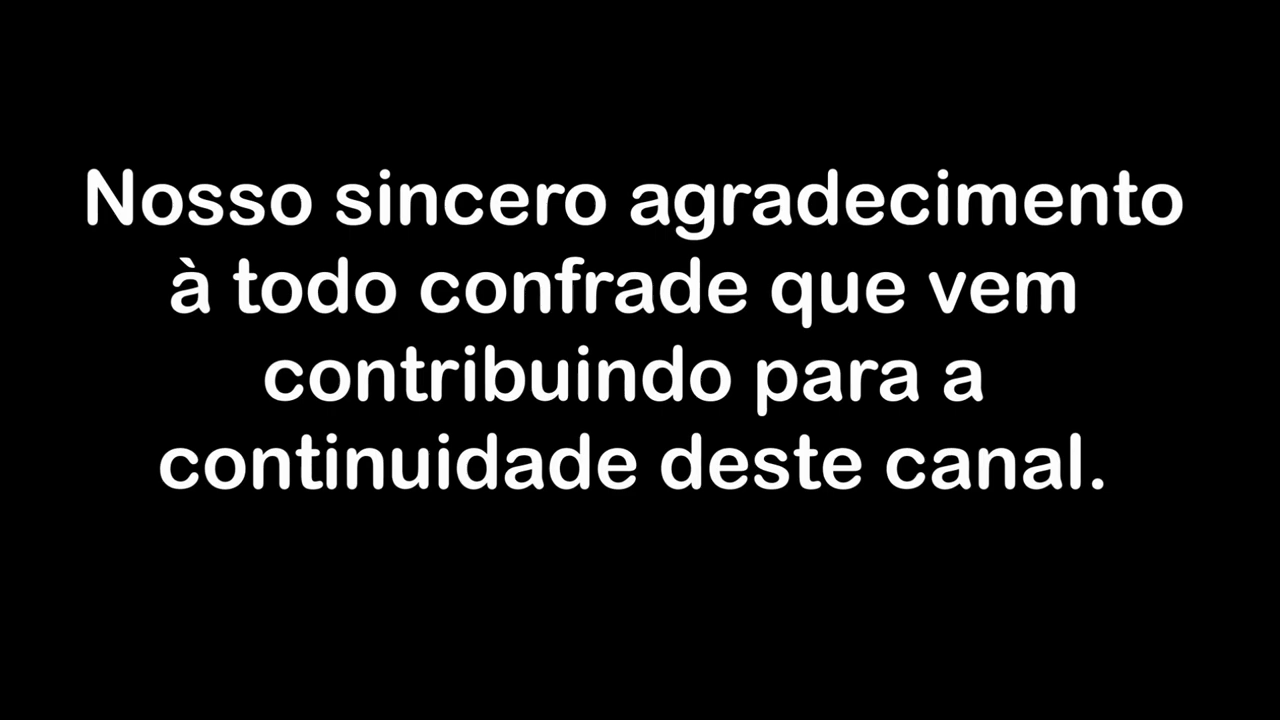 Nosso sincero agradecimento
à todo confrade que vem
contribuindo para a
continuidade deste canal.